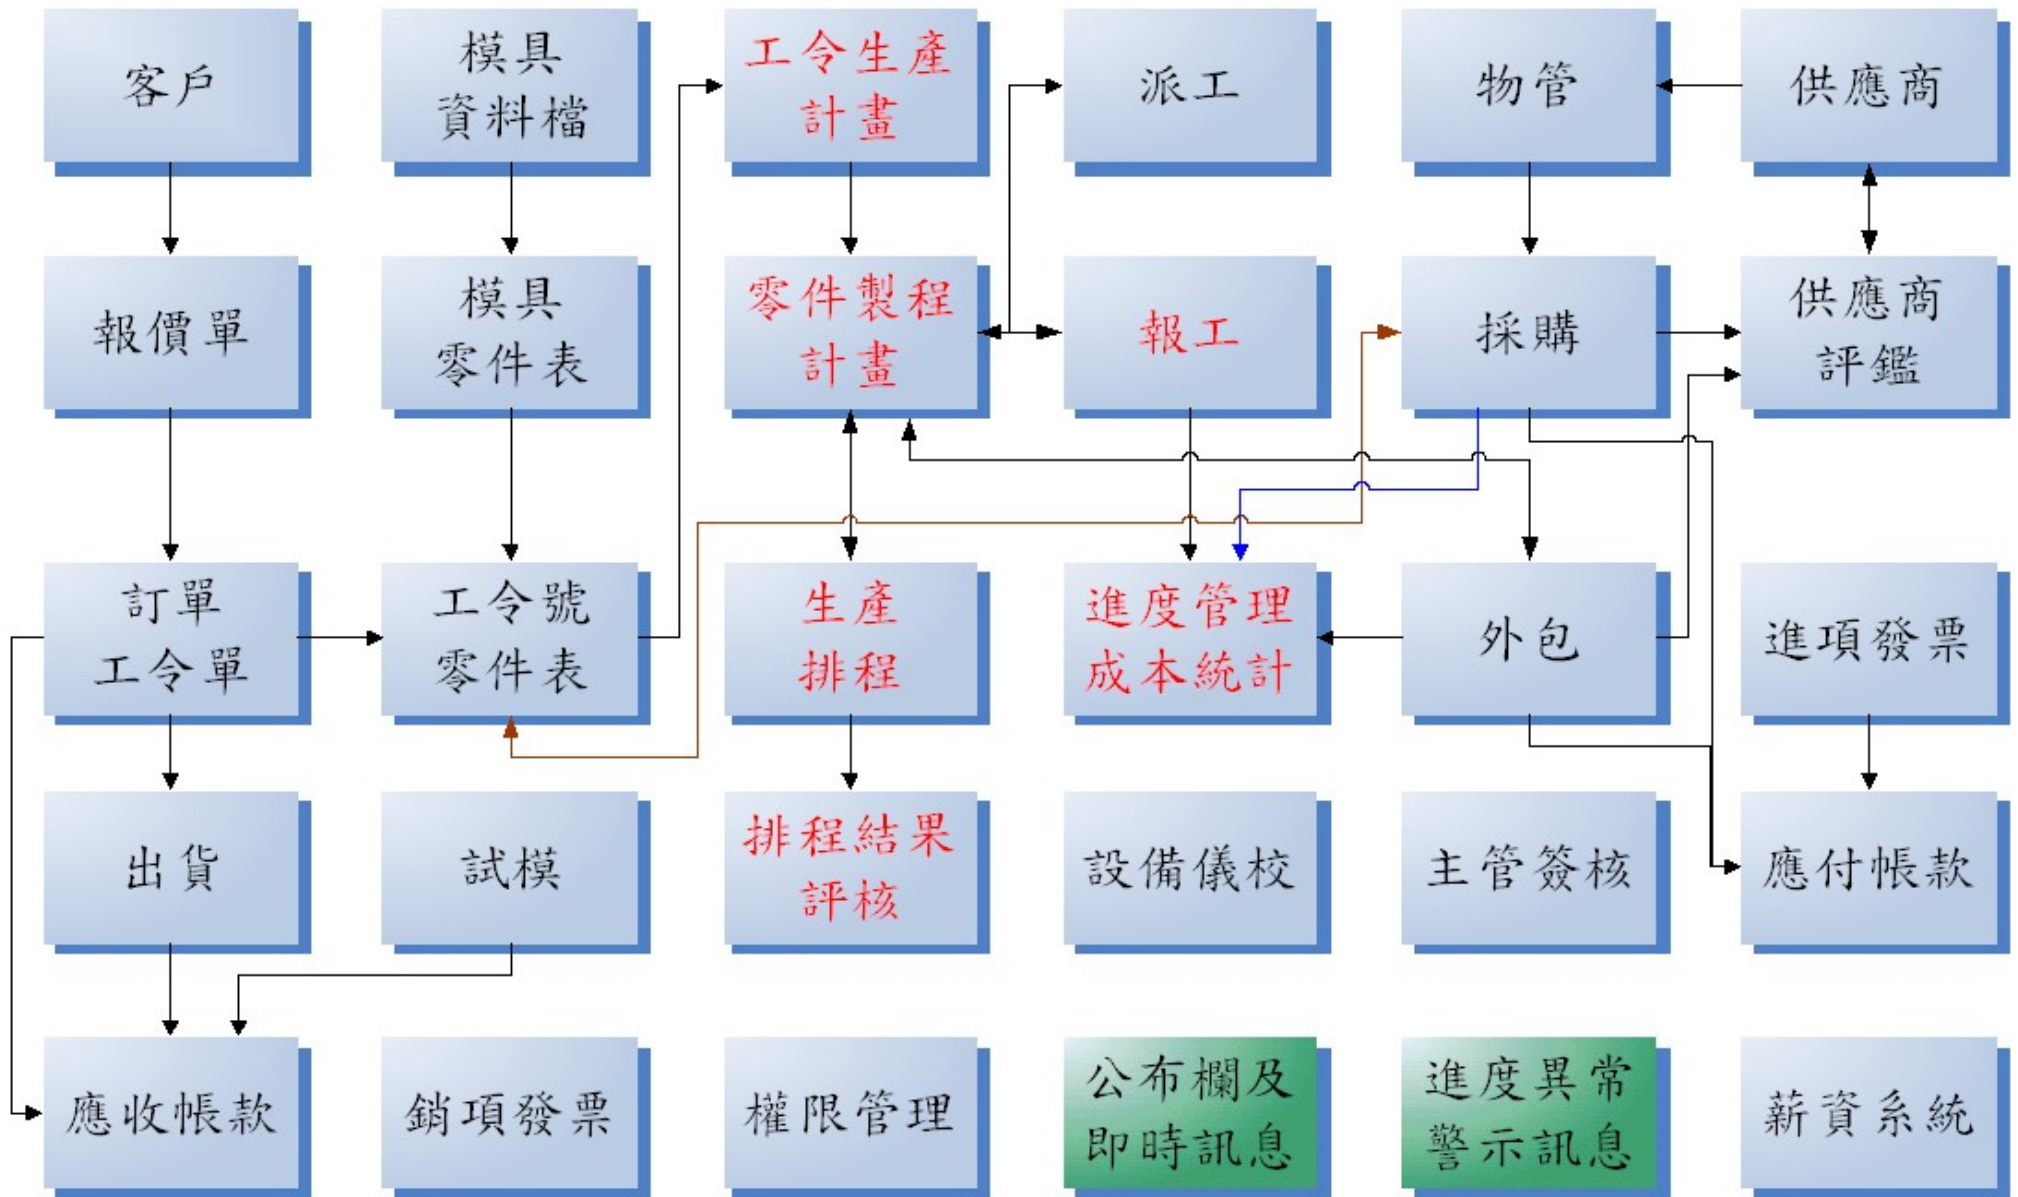 客戶
模具
資料檔
工令生產
計畫
派工
物管
供應商
報價單
模具
零件表
零件製程
計畫
報工
採購
供應商
評鑑
訂單
工令單
工令號
零件表
生產
排程
進度管理
成本統計
外包
進項發票
出貨
試模
排程結果
評核
設備儀校
主管簽核
應付帳款
應收帳款
銷項發票
權限管理
公布欄及
即時訊息
進度異常
警示訊息
薪資系統